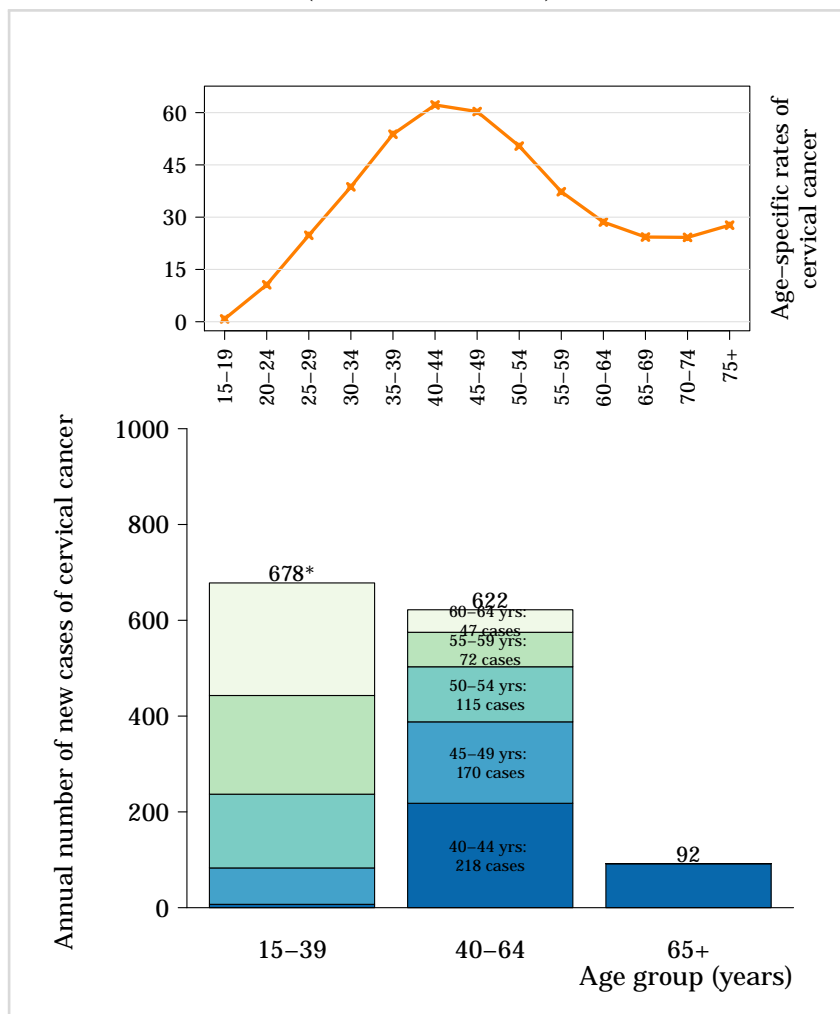 60
45
30
15
0
Age–specific rates of
cervical cancer
15–19
20–24
25–29
30–34
35–39
40–44
45–49
50–54
55–59
60–64
65–69
70–74
75+
Annual number of new cases of cervical cancer
1000
800
600
400
200
0
678*
622
60–64 yrs:
47 cases
55–59 yrs:
72 cases
50–54 yrs:
115 cases
45–49 yrs:
170 cases
40–44 yrs:
218 cases
92
15–39
40–64
65+
Age group (years)